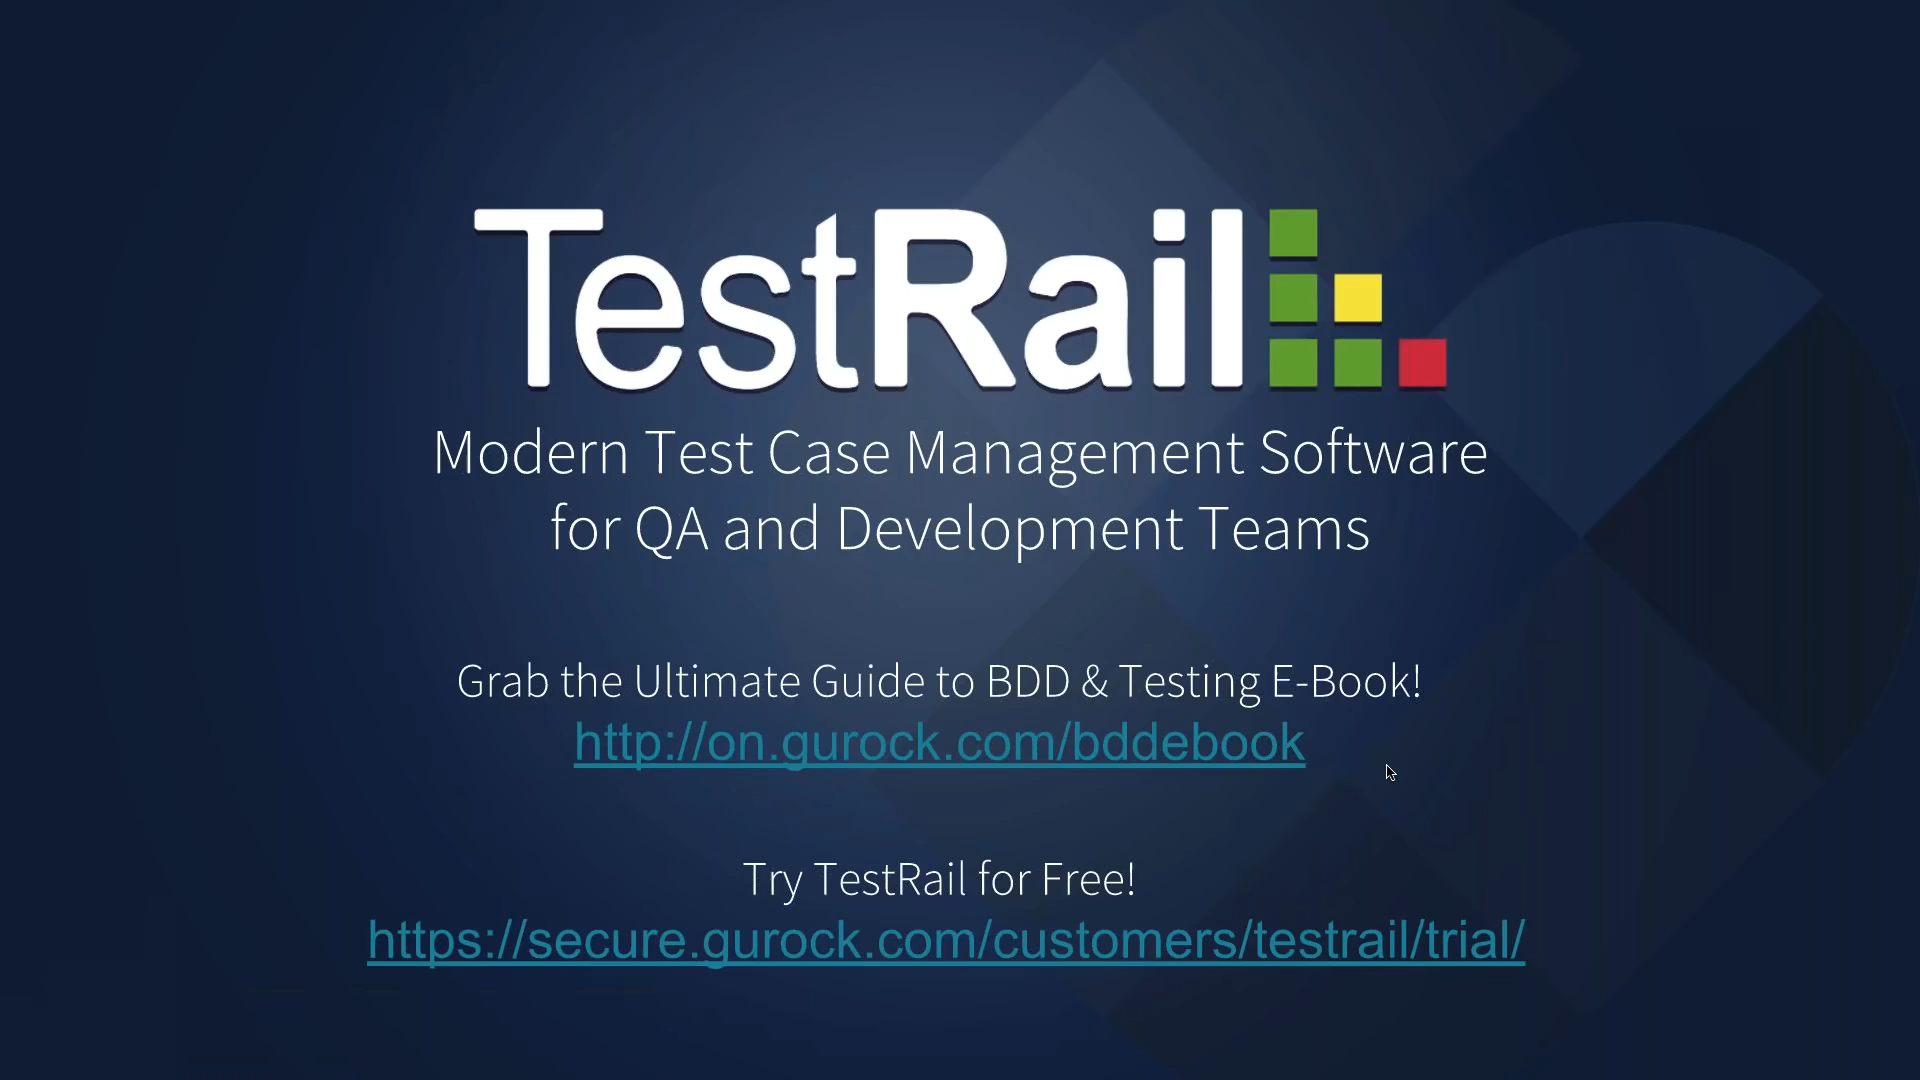 TestRail
Modern Test Case Management Software
for QA and Development Teams
Grab the Ultimate Guide to BDD & Testing E-Book!
http://on.gurock.com/bddebook
Try TestRail for Free!
https://secure.gurock.com/customers/testrail/trial/